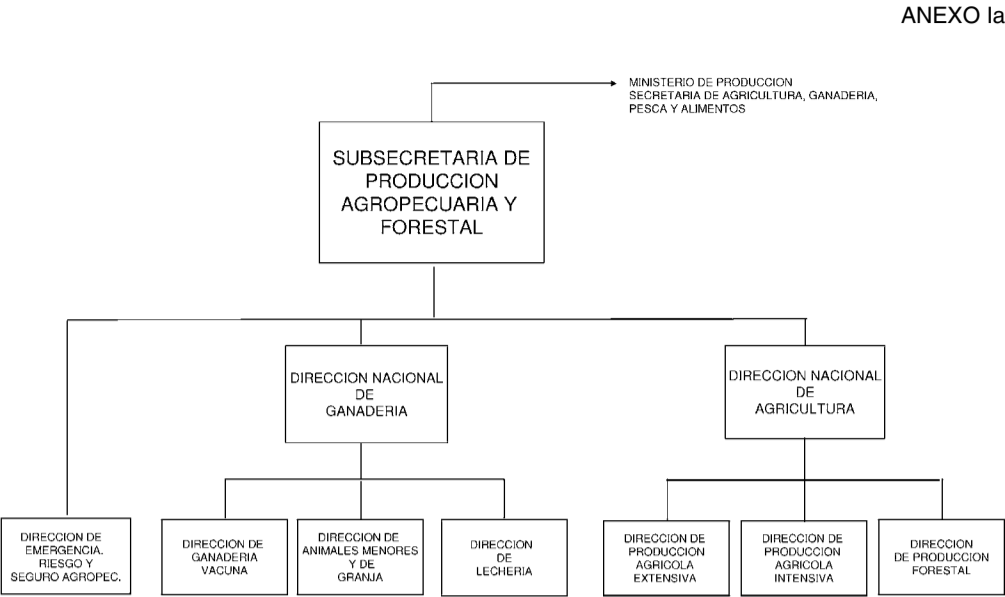 ANEXO Ia
MINISTERIO DE PRODUCCION
SECRETARIA DE AGRICULTURA, GANADERIA,
PESCA Y ALIMENTOS
SUBSECRETARIA DE
PRODUCCION
AGROPECUARIA Y
FORESTAL
DIRECCION NACIONAL
DE
GANADERIA
DIRECCION NACIONAL
DE
AGRICULTURA
DIRECCION DE
EMERGENCIA.
RIESGO Y
SEGURO AGROPEC.
DIRECCION DE
GANADERIA
VACUNA
DIRECCION DE
ANIMALES MENORES
Y DE
GRANJA
DIRECCION
DE
LECHERIA
DIRECCION DE
PRODUCCION
AGRICOLA
EXTENSIVA
DIRECCION DE
PRODUCCION
AGRICOLA
INTENSIVA
DIRECCION
DE PRODUCCION
FORESTAL